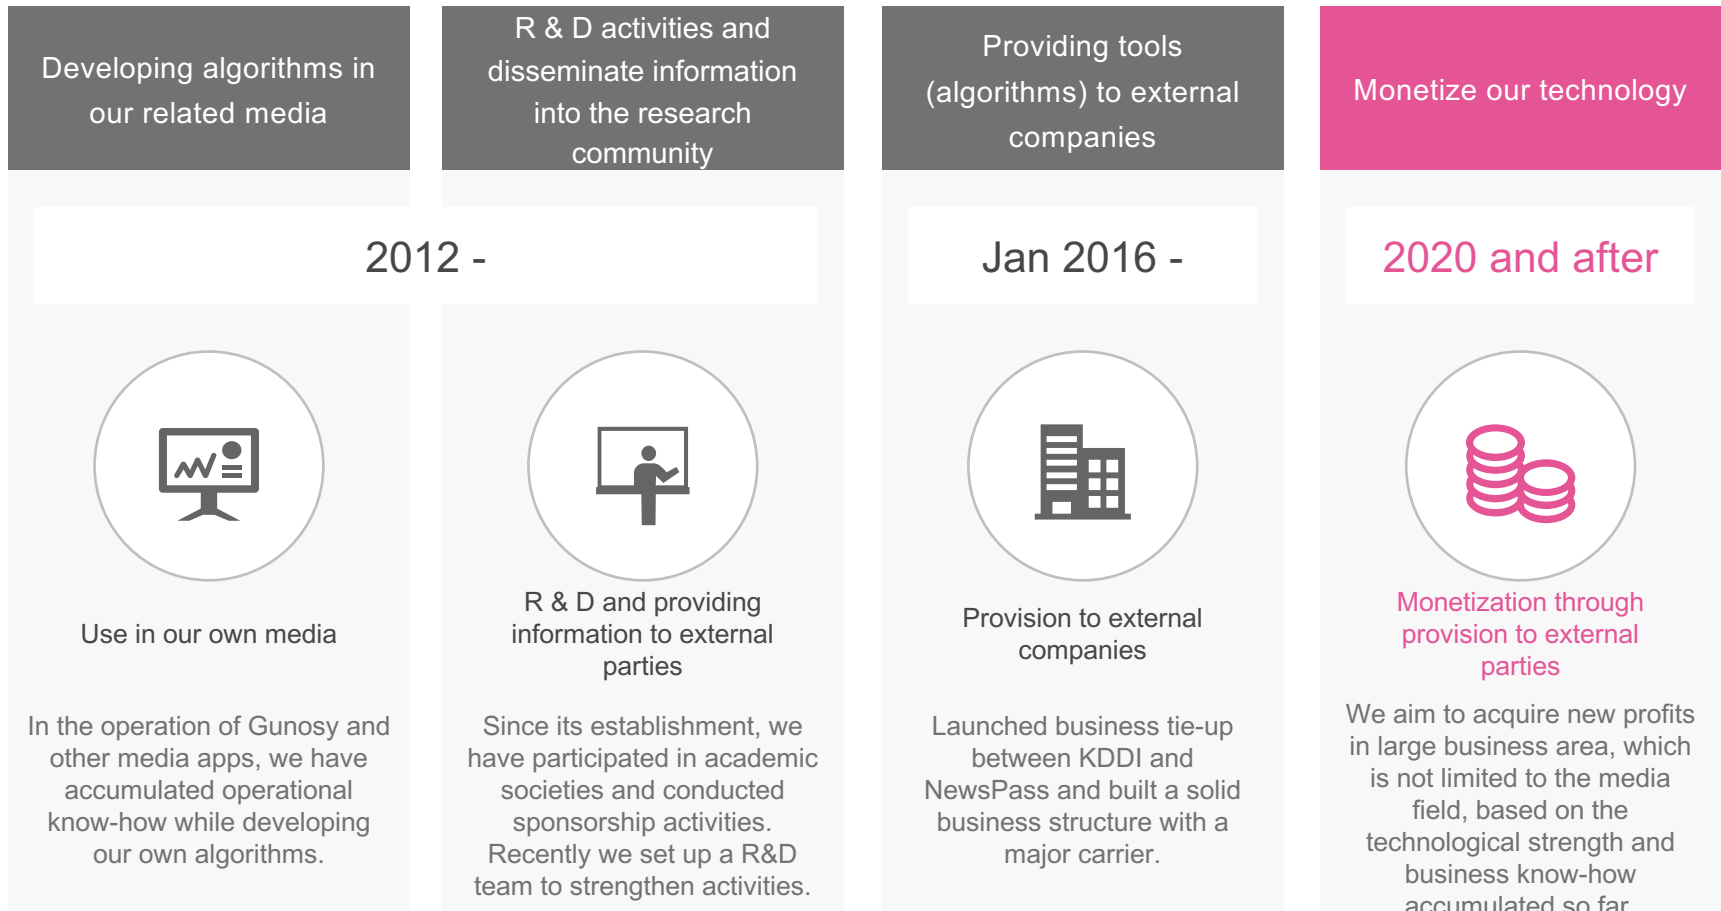 Developing algorithms in
our related media
R & D activities and
disseminate information
into the research
community
Providing tools
(algorithms) to external
companies
Monetize our technology
2012 -
Jan 2016 -
2020 and after
Use in our own media
R & D and providing
information to external
parties
Provision to external
companies
Monetization through
provision to external
parties
In the operation of Gunosy and
other media apps, we have
accumulated operational
know-how while developing
our own algorithms.
Since its establishment, we
have participated in academic
societies and conducted
sponsorship activities.
Recently we set up a R&D
team to strengthen activities.
Launched business tie-up
between KDDI and
NewsPass and built a solid
business structure with a
major carrier.
We aim to acquire new profits
in large business area, which
is not limited to the media
field, based on the
technological strength and
business know-how
accumulated so far